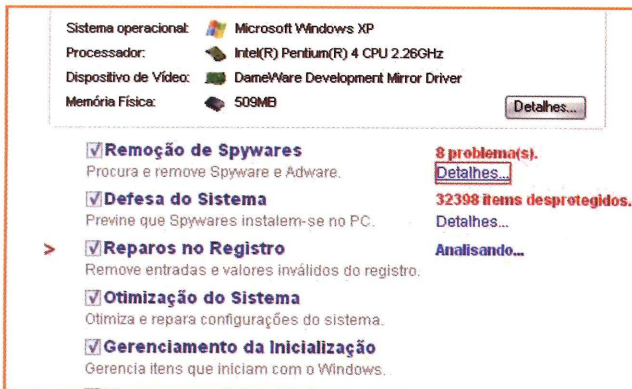 Sistema operacional: Microsoft Windows XP
Processador: Intel(R) Pentium(R) 4 CPU 2.26GHz
Dispositivo de Vídeo: DameWare Development Mirror Driver
Memória Física: 509MB Detalhes...
Remoção de Spywares 8 problema(s).
Procura e remove Spyware e Adware. Detalhes...
Defesa do Sistema 32398 items desprotegidos.
Previne que Spywares instalem-se no PC. Detalhes...
> Reparos no Registro Analisando...
Remove entradas e valores inválidos do registro.
Otimização do Sistema
Otimiza e repara configurações do sistema.
Gerenciamento da Inicialização
Gerencia itens que iniciam com o Windows.